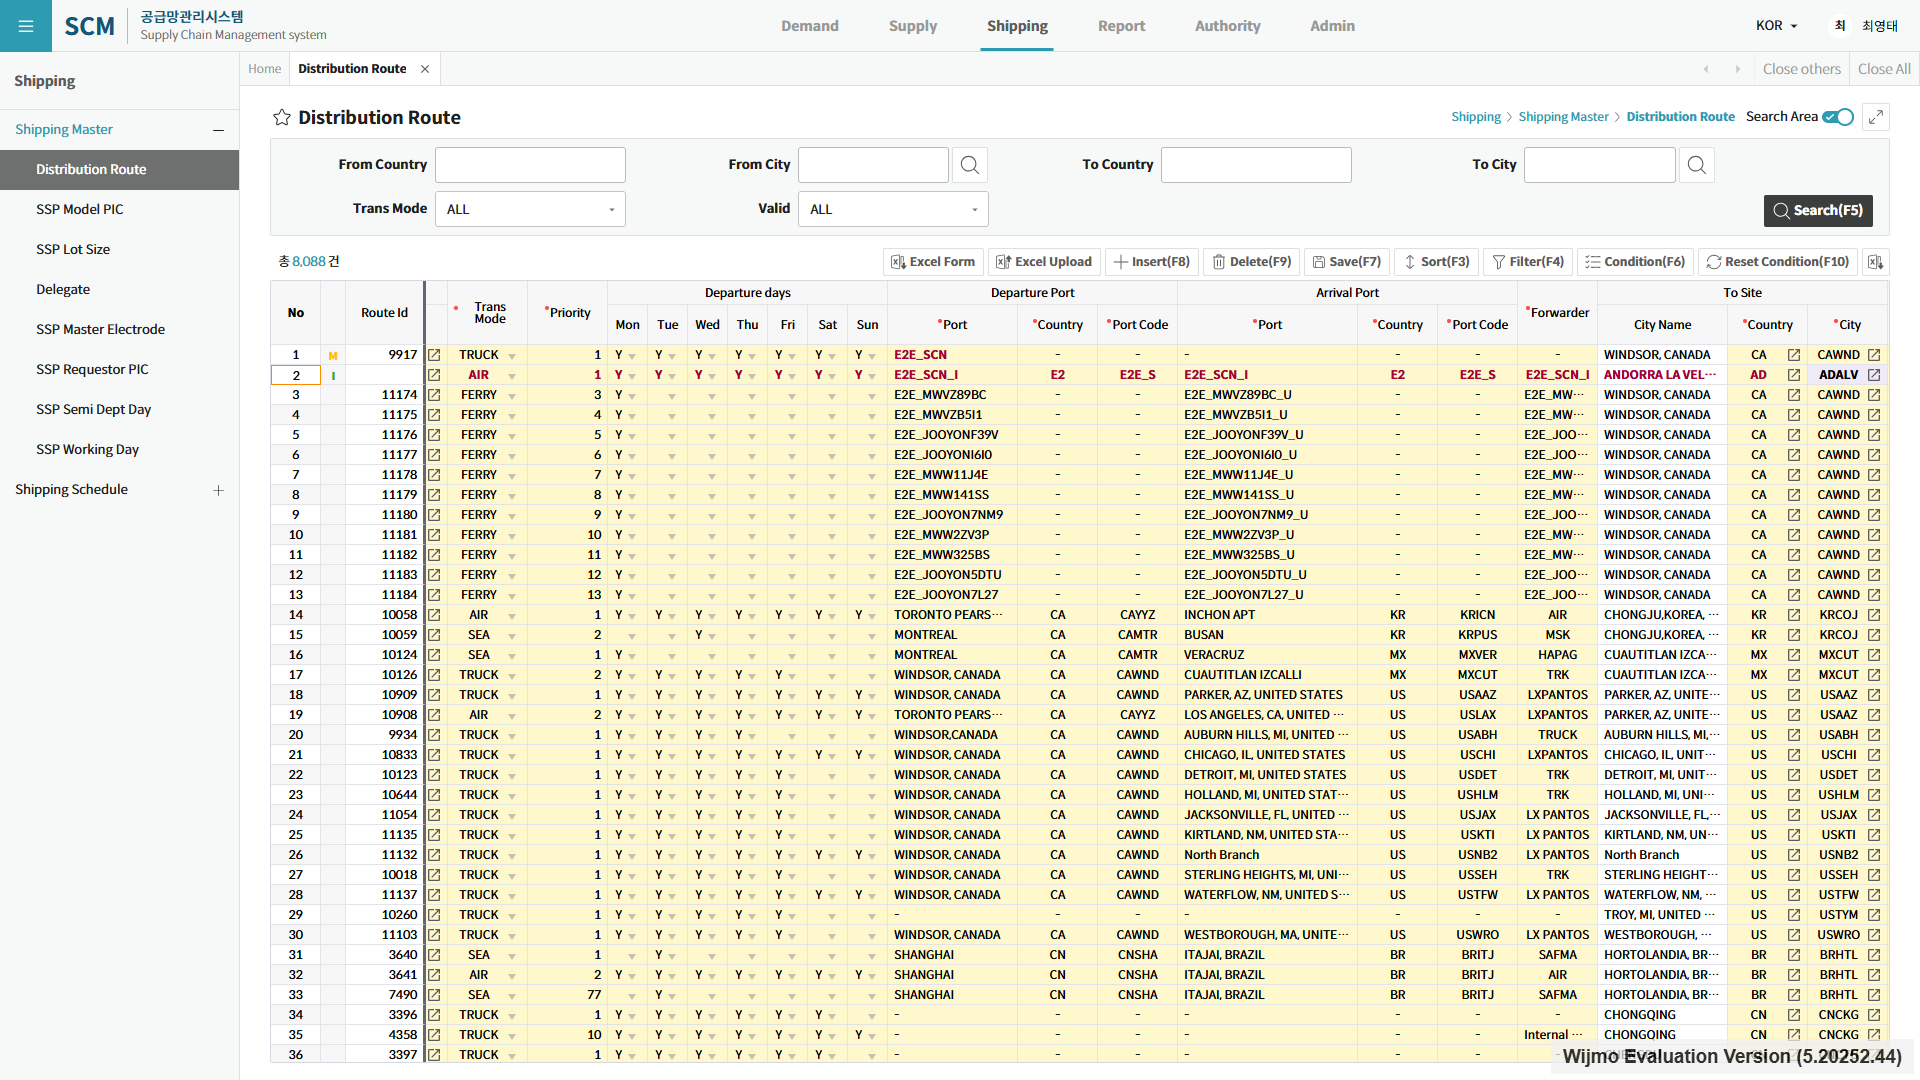 SCM 공급망관리시스템 Supply Chain Management system
Demand Supply Shipping Report Authority Admin
KOR 최 최영태
Shipping
Home Distribution Route Close others Close All
Shipping Master
Distribution Route
SSP Model PIC
SSP Lot Size
Delegate
SSP Master Electrode
SSP Requestor PIC
SSP Semi Dept Day
SSP Working Day
Shipping Schedule
Distribution Route
Shipping > Shipping Master > Distribution Route Search Area
From Country From City To Country To City
Trans Mode ALL Valid ALL Search(F5)
총 8,088 건 Excel Form Excel Upload Insert(F8) Delete(F9) Save(F7) Sort(F3) Filter(F4) Condition(F6) Reset Condition(F10)
No Route Id *Trans Mode *Priority Departure days Departure Port Arrival Port *Forwarder To Site
Mon Tue Wed Thu Fri Sat Sun *Port *Country *Port Code *Port *Country *Port Code City Name *Country *City
1 M 9917 TRUCK 1 Y Y Y Y Y Y Y E2E_SCN - - - - - - WINDSOR, CANADA CA CAWND
2 I AIR 1 Y Y Y Y Y Y Y E2E_SCN_I E2 E2E_S E2E_SCN_I E2 E2E_S E2E_SCN_I ANDORRA LA VEL··· AD ADALV
3 11174 FERRY 3 Y E2E_MWVZ89BC - - E2E_MWVZ89BC_U - - E2E_MW··· WINDSOR, CANADA CA CAWND
4 11175 FERRY 4 Y E2E_MWVZB5I1 - - E2E_MWVZB5I1_U - - E2E_MW··· WINDSOR, CANADA CA CAWND
5 11176 FERRY 5 Y E2E_JOOYONF39V - - E2E_JOOYONF39V_U - - E2E_JOO··· WINDSOR, CANADA CA CAWND
6 11177 FERRY 6 Y E2E_JOOYONI6I0 - - E2E_JOOYONI6I0_U - - E2E_JOO··· WINDSOR, CANADA CA CAWND
7 11178 FERRY 7 Y E2E_MWW11J4E - - E2E_MWW11J4E_U - - E2E_MW··· WINDSOR, CANADA CA CAWND
8 11179 FERRY 8 Y E2E_MWW141SS - - E2E_MWW141SS_U - - E2E_MW··· WINDSOR, CANADA CA CAWND
9 11180 FERRY 9 Y E2E_JOOYON7NM9 - - E2E_JOOYON7NM9_U - - E2E_JOO··· WINDSOR, CANADA CA CAWND
10 11181 FERRY 10 Y E2E_MWW2ZV3P - - E2E_MWW2ZV3P_U - - E2E_MW··· WINDSOR, CANADA CA CAWND
11 11182 FERRY 11 Y E2E_MWW325BS - - E2E_MWW325BS_U - - E2E_MW··· WINDSOR, CANADA CA CAWND
12 11183 FERRY 12 Y E2E_JOOYON5DTU - - E2E_JOOYON5DTU_U - - E2E_JOO··· WINDSOR, CANADA CA CAWND
13 11184 FERRY 13 Y E2E_JOOYON7L27 - - E2E_JOOYON7L27_U - - E2E_JOO··· WINDSOR, CANADA CA CAWND
14 10058 AIR 1 Y Y Y Y Y Y Y TORONTO PEARS··· CA CAYYZ INCHON APT KR KRICN AIR CHONGJU,KOREA, ··· KR KRCOJ
15 10059 SEA 2 Y MONTREAL CA CAMTR BUSAN KR KRPUS MSK CHONGJU,KOREA, ··· KR KRCOJ
16 10124 SEA 1 Y MONTREAL CA CAMTR VERACRUZ MX MXVER HAPAG CUAUTITLAN IZCA··· MX MXCUT
17 10126 TRUCK 2 Y Y Y Y Y WINDSOR, CANADA CA CAWND CUAUTITLAN IZCALLI MX MXCUT TRK CUAUTITLAN IZCA··· MX MXCUT
18 10909 TRUCK 1 Y Y Y Y Y Y Y WINDSOR, CANADA CA CAWND PARKER, AZ, UNITED STATES US USAAZ LXPANTOS PARKER, AZ, UNITE··· US USAAZ
19 10908 AIR 2 Y Y Y Y Y Y Y TORONTO PEARS··· CA CAYYZ LOS ANGELES, CA, UNITED ··· US USLAX LXPANTOS PARKER, AZ, UNITE··· US USAAZ
20 9934 TRUCK 1 Y Y Y Y WINDSOR,CANADA CA CAWND AUBURN HILLS, MI, UNITED ··· US USABH TRUCK AUBURN HILLS, MI,··· US USABH
21 10833 TRUCK 1 Y Y Y Y Y Y Y WINDSOR, CANADA CA CAWND CHICAGO, IL, UNITED STATES US USCHI LXPANTOS CHICAGO, IL, UNIT··· US USCHI
22 10123 TRUCK 1 Y Y Y Y Y WINDSOR, CANADA CA CAWND DETROIT, MI, UNITED STATES US USDET TRK DETROIT, MI, UNIT··· US USDET
23 10644 TRUCK 1 Y Y Y Y Y WINDSOR, CANADA CA CAWND HOLLAND, MI, UNITED STAT··· US USHLM TRK HOLLAND, MI, UNI··· US USHLM
24 11054 TRUCK 1 Y Y Y Y Y WINDSOR, CANADA CA CAWND JACKSONVILLE, FL, UNITED ··· US USJAX LX PANTOS JACKSONVILLE, FL,··· US USJAX
25 11135 TRUCK 1 Y Y Y Y Y WINDSOR, CANADA CA CAWND KIRTLAND, NM, UNITED STA··· US USKTI LX PANTOS KIRTLAND, NM, UN··· US USKTI
26 11132 TRUCK 1 Y Y Y Y Y Y Y WINDSOR, CANADA CA CAWND North Branch US USNB2 LX PANTOS North Branch US USNB2
27 10018 TRUCK 1 Y Y Y Y Y WINDSOR, CANADA CA CAWND STERLING HEIGHTS, MI, UNI··· US USSEH TRK STERLING HEIGHT··· US USSEH
28 11137 TRUCK 1 Y Y Y Y Y Y Y WINDSOR, CANADA CA CAWND WATERFLOW, NM, UNITED S··· US USTFW LX PANTOS WATERFLOW, NM, ··· US USTFW
29 10260 TRUCK 1 Y Y Y Y Y - - - - - - - TROY, MI, UNITED ··· US USTYM
30 11103 TRUCK 1 Y Y Y Y Y WINDSOR, CANADA CA CAWND WESTBOROUGH, MA, UNITE··· US USWRO LX PANTOS WESTBOROUGH, ··· US USWRO
31 3640 SEA 1 Y SHANGHAI CN CNSHA ITAJAI, BRAZIL BR BRITJ SAFMA HORTOLANDIA, BR··· BR BRHTL
32 3641 AIR 2 Y Y Y Y Y Y Y SHANGHAI CN CNSHA ITAJAI, BRAZIL BR BRITJ AIR HORTOLANDIA, BR··· BR BRHTL
33 7490 SEA 77 Y SHANGHAI CN CNSHA ITAJAI, BRAZIL BR BRITJ SAFMA HORTOLANDIA, BR··· BR BRHTL
34 3396 TRUCK 1 Y Y Y Y Y Y - - - - - - - CHONGQING CN CNCKG
35 4358 TRUCK 10 Y Y Y Y Y Y Y - - - - - - Internal ··· CHONGQING CN CNCKG
36 3397 TRUCK 1 Y Y Y Y Y Y - - - - - -
Wijmo Evaluation Version (5.20252.44)